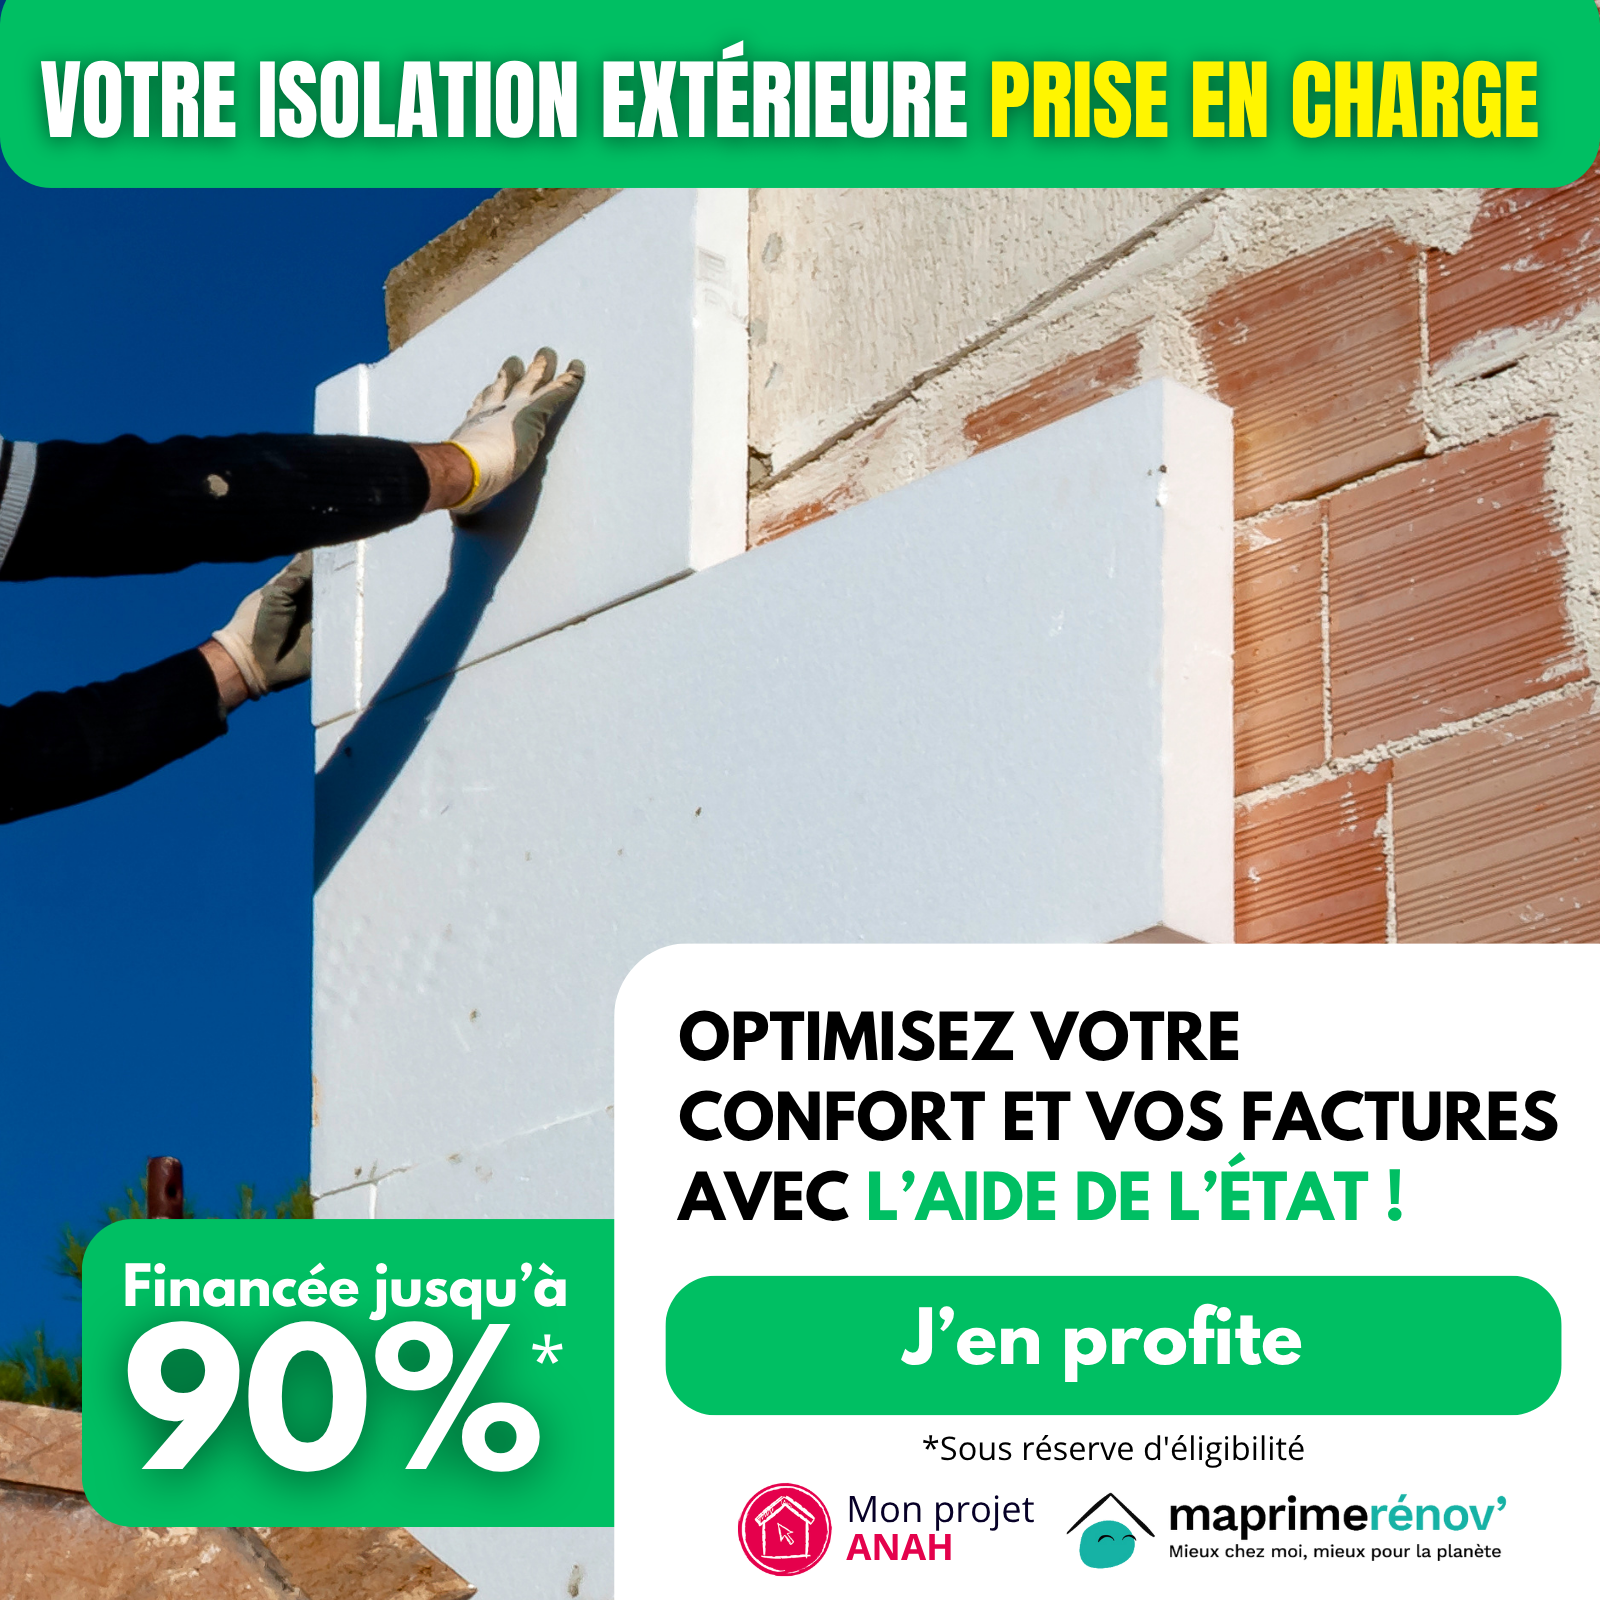 VOTRE ISOLATION EXTÉRIEURE PRISE EN CHARGE
OPTIMISEZ VOTRE
CONFORT ET VOS FACTURES
AVEC L’AIDE DE L’ÉTAT !
Financée jusqu’à
90%*
J’en profite
*Sous réserve d'éligibilité
Mon projet
ANAH
maprimerénov’
Mieux chez moi, mieux pour la planète